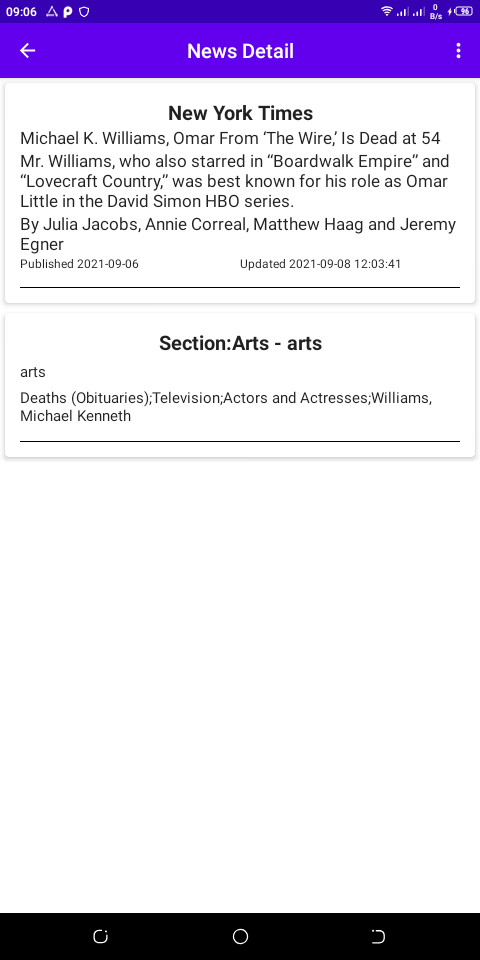 09:06
0
B/s
96
News Detail
New York Times
Michael K. Williams, Omar From ‘The Wire,’ Is Dead at 54
Mr. Williams, who also starred in “Boardwalk Empire” and
“Lovecraft Country,” was best known for his role as Omar
Little in the David Simon HBO series.
By Julia Jacobs, Annie Correal, Matthew Haag and Jeremy
Egner
Published 2021-09-06
Updated 2021-09-08 12:03:41
Section:Arts - arts
arts
Deaths (Obituaries);Television;Actors and Actresses;Williams,
Michael Kenneth